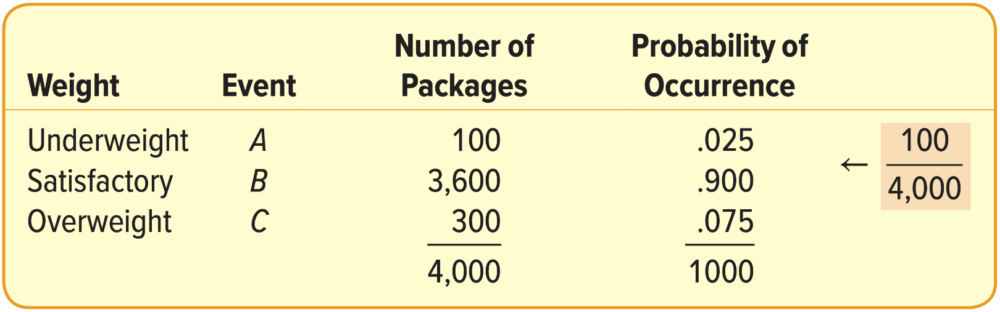 Weight Event Number of Packages Probability of Occurrence
Underweight A 100 .025 ← 100
Satisfactory B 3,600 .900 4,000
Overweight C 300 .075
4,000 1000